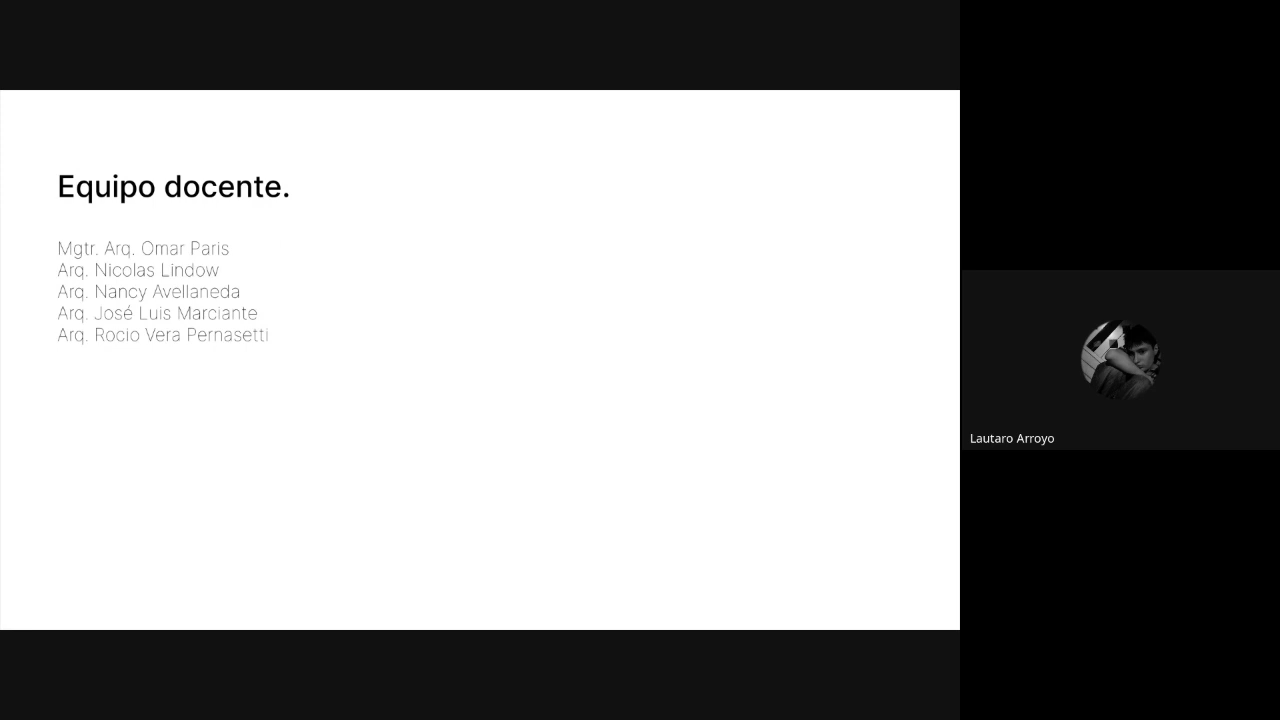 Equipo docente.
Mgtr. Arq. Omar Paris
Arq. Nicolas Lindow
Arq. Nancy Avellaneda
Arq. José Luis Marciante
Arq. Rocio Vera Pernasetti
Lautaro Arroyo